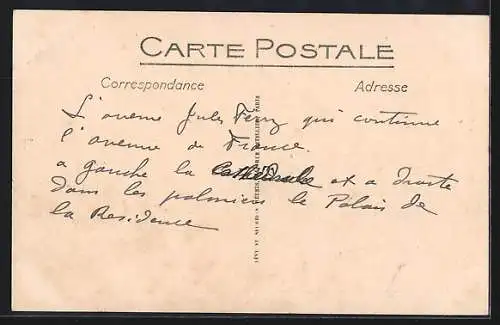 CARTE POSTALE
Correspondance
Adresse
L'avenue Jules Ferry qui continue
l'avenue de France.
a gauche la Cathédrale et a Droite
dans les palmiers le Palais de
la Residence